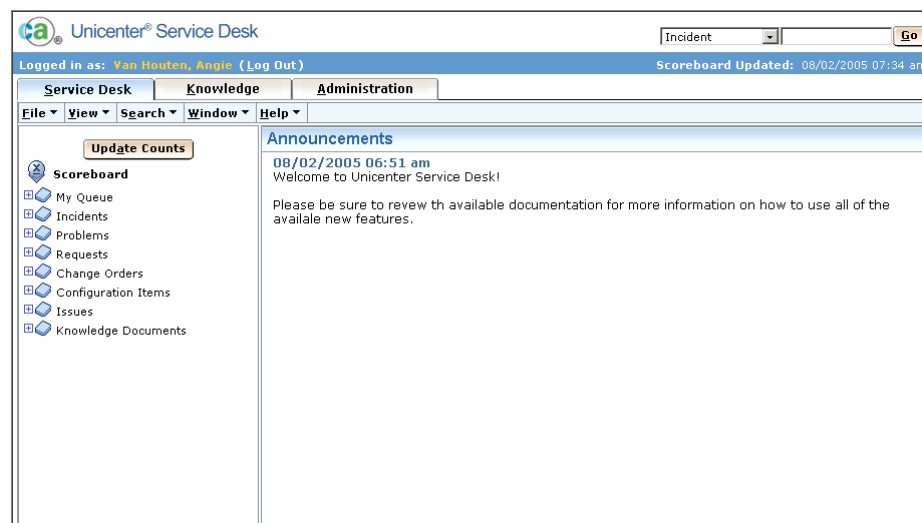 ca® Unicenter® Service Desk
Incident Go
Logged in as: Van Houten, Angie (Log Out) Scoreboard Updated: 08/02/2005 07:34 am
Service Desk Knowledge Administration
File View Search Window Help
Update Counts
Scoreboard
My Queue
Incidents
Problems
Requests
Change Orders
Configuration Items
Issues
Knowledge Documents
Announcements
08/02/2005 06:51 am
Welcome to Unicenter Service Desk!
Please be sure to revew th available documentation for more information on how to use all of the
availale new features.